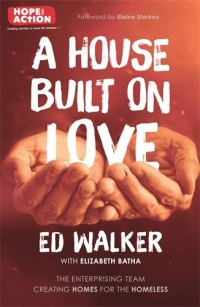 HOPE INTO ACTION
Foreword by Elaine Storkey
A HOUSE
BUILT ON
LOVE
ED WALKER
WITH ELIZABETH BATHA
THE ENTERPRISING TEAM
CREATING HOMES FOR THE HOMELESS